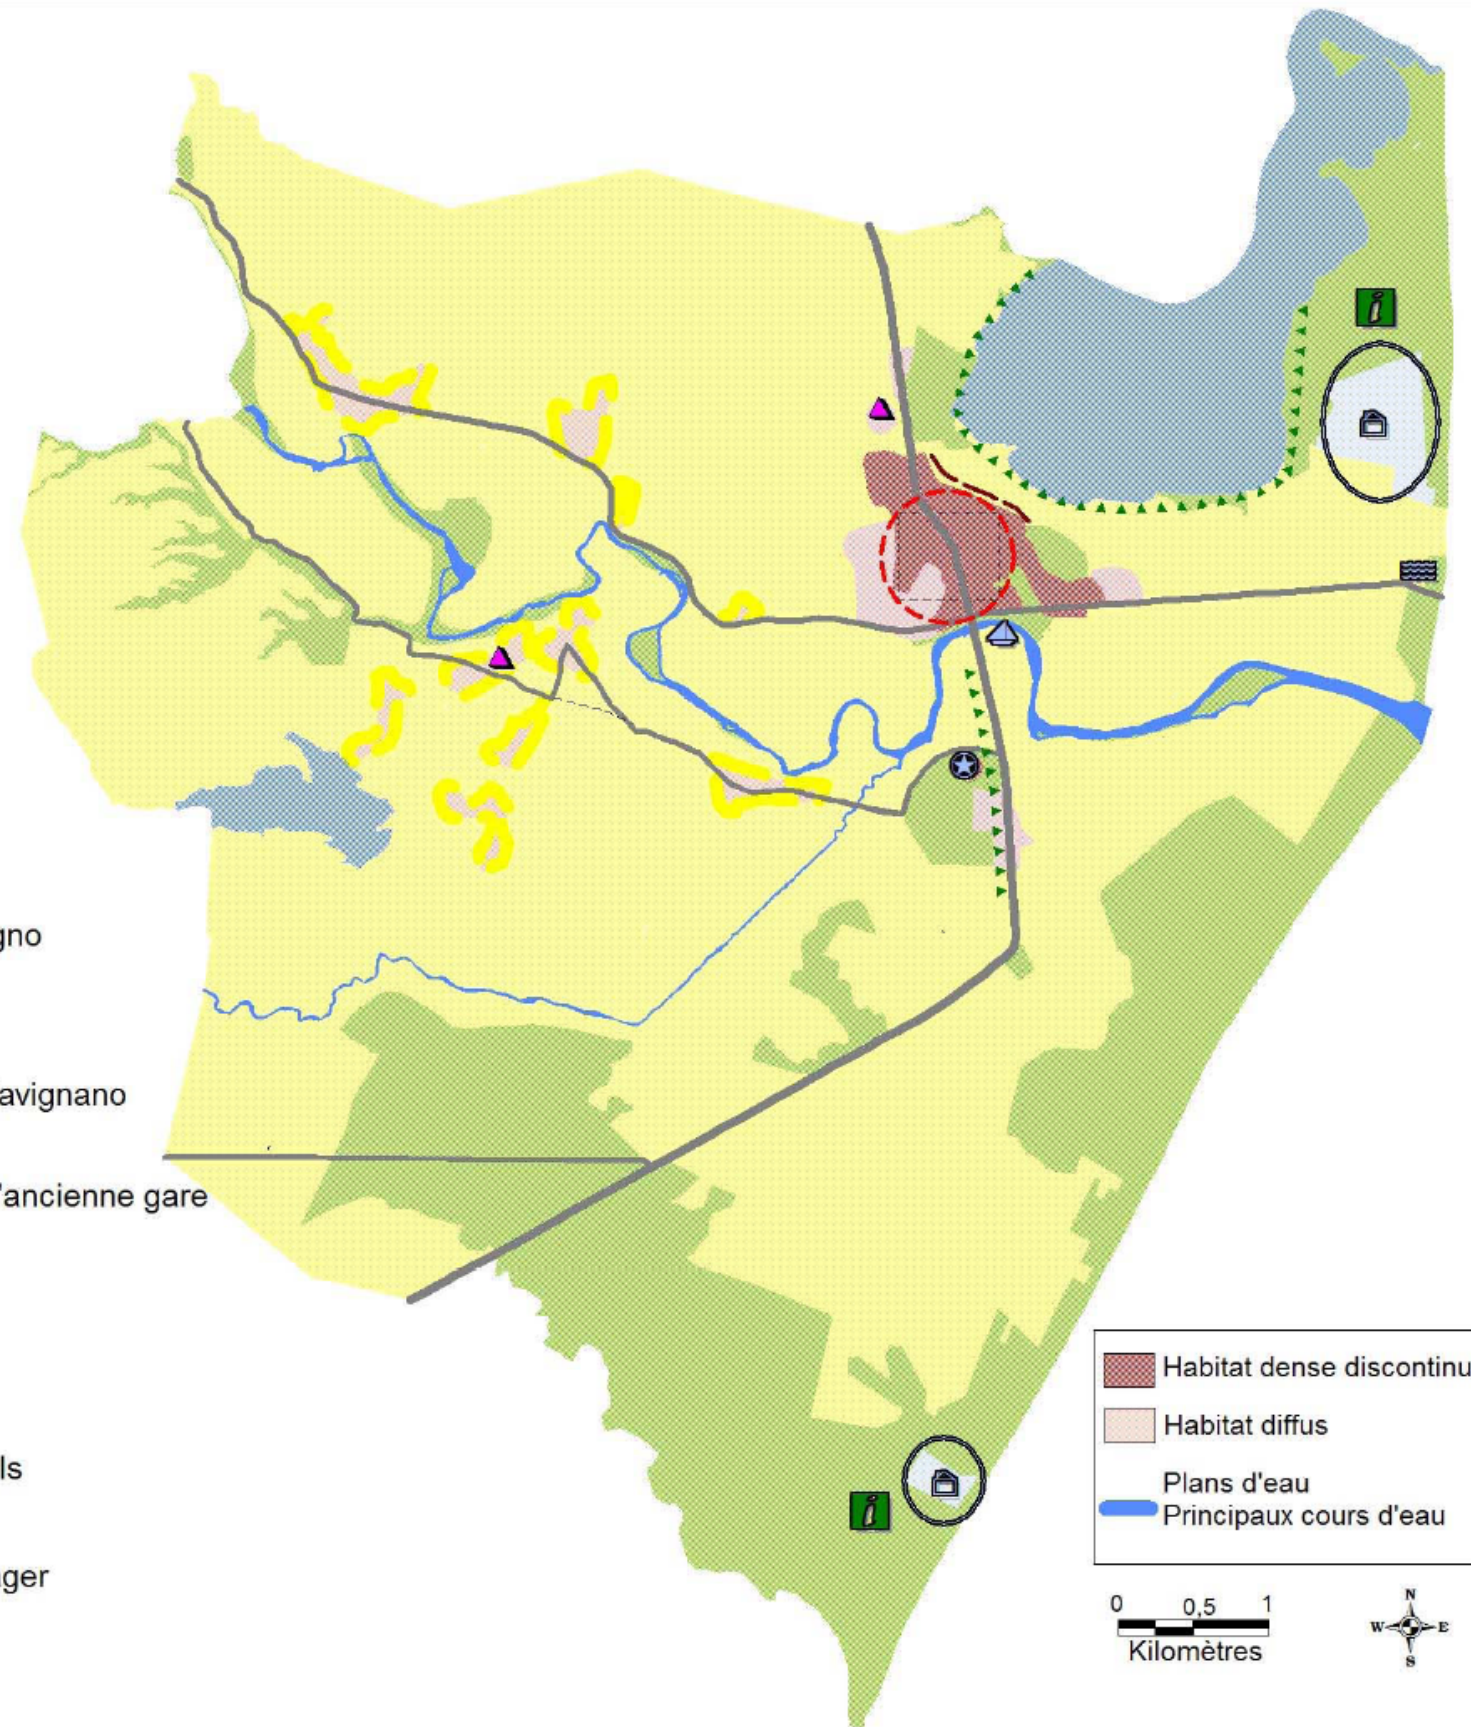 gno
avignano
'ancienne gare
ls
ger
Habitat dense discontinu
Habitat diffus
Plans d'eau
Principaux cours d'eau
0 0,5 1
Kilomètres
N
W E
S
i
i